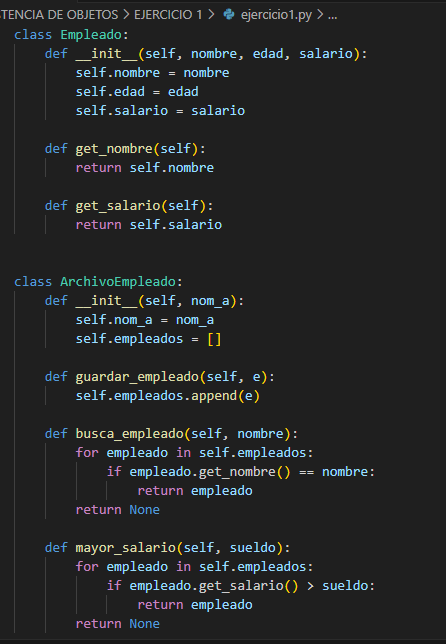 STENCIA DE OBJETOS > EJERCICIO 1 > ejercicio1.py > ...
class Empleado:
    def __init__(self, nombre, edad, salario):
        self.nombre = nombre
        self.edad = edad
        self.salario = salario

    def get_nombre(self):
        return self.nombre

    def get_salario(self):
        return self.salario


class ArchivoEmpleado:
    def __init__(self, nom_a):
        self.nom_a = nom_a
        self.empleados = []

    def guardar_empleado(self, e):
        self.empleados.append(e)

    def busca_empleado(self, nombre):
        for empleado in self.empleados:
            if empleado.get_nombre() == nombre:
                return empleado
        return None

    def mayor_salario(self, sueldo):
        for empleado in self.empleados:
            if empleado.get_salario() > sueldo:
                return empleado
        return None